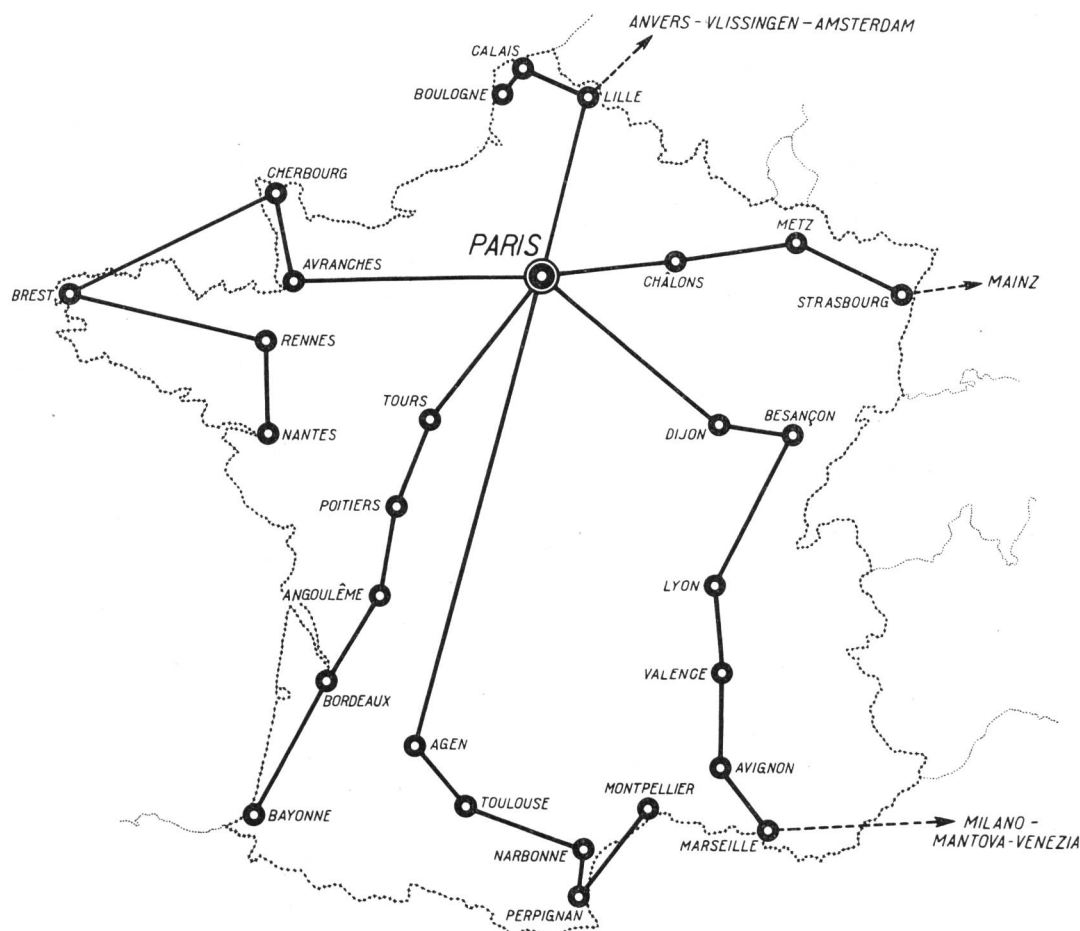 ANVERS - VLISSINGEN - AMSTERDAM
CALAIS
BOULOGNE
LILLE
CHERBOURG
METZ
PARIS
AVRANCHES
CHÂLONS
MAINZ
BREST
STRASBOURG
RENNES
TOURS
BESANÇON
DIJON
NANTES
POITIERS
LYON
ANGOULÊME
VALENCE
BORDEAUX
AGEN
AVIGNON
MONTPELLIER
TOULOUSE
BAYONNE
MILANO -
MANTOVA-VENEZIA
MARSEILLE
NARBONNE
PERPIGNAN